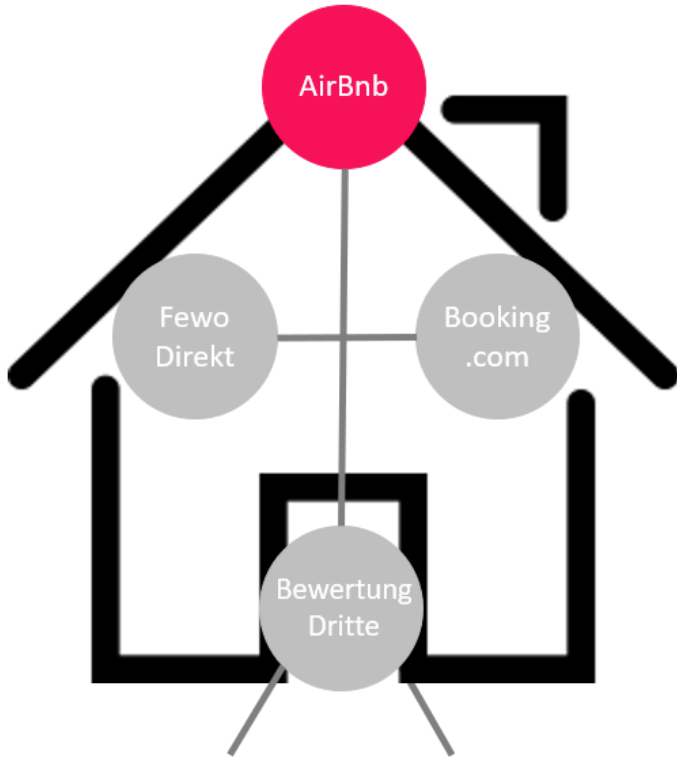 AirBnb
Fewo
Direkt
Booking
.com
Bewertung
Dritte